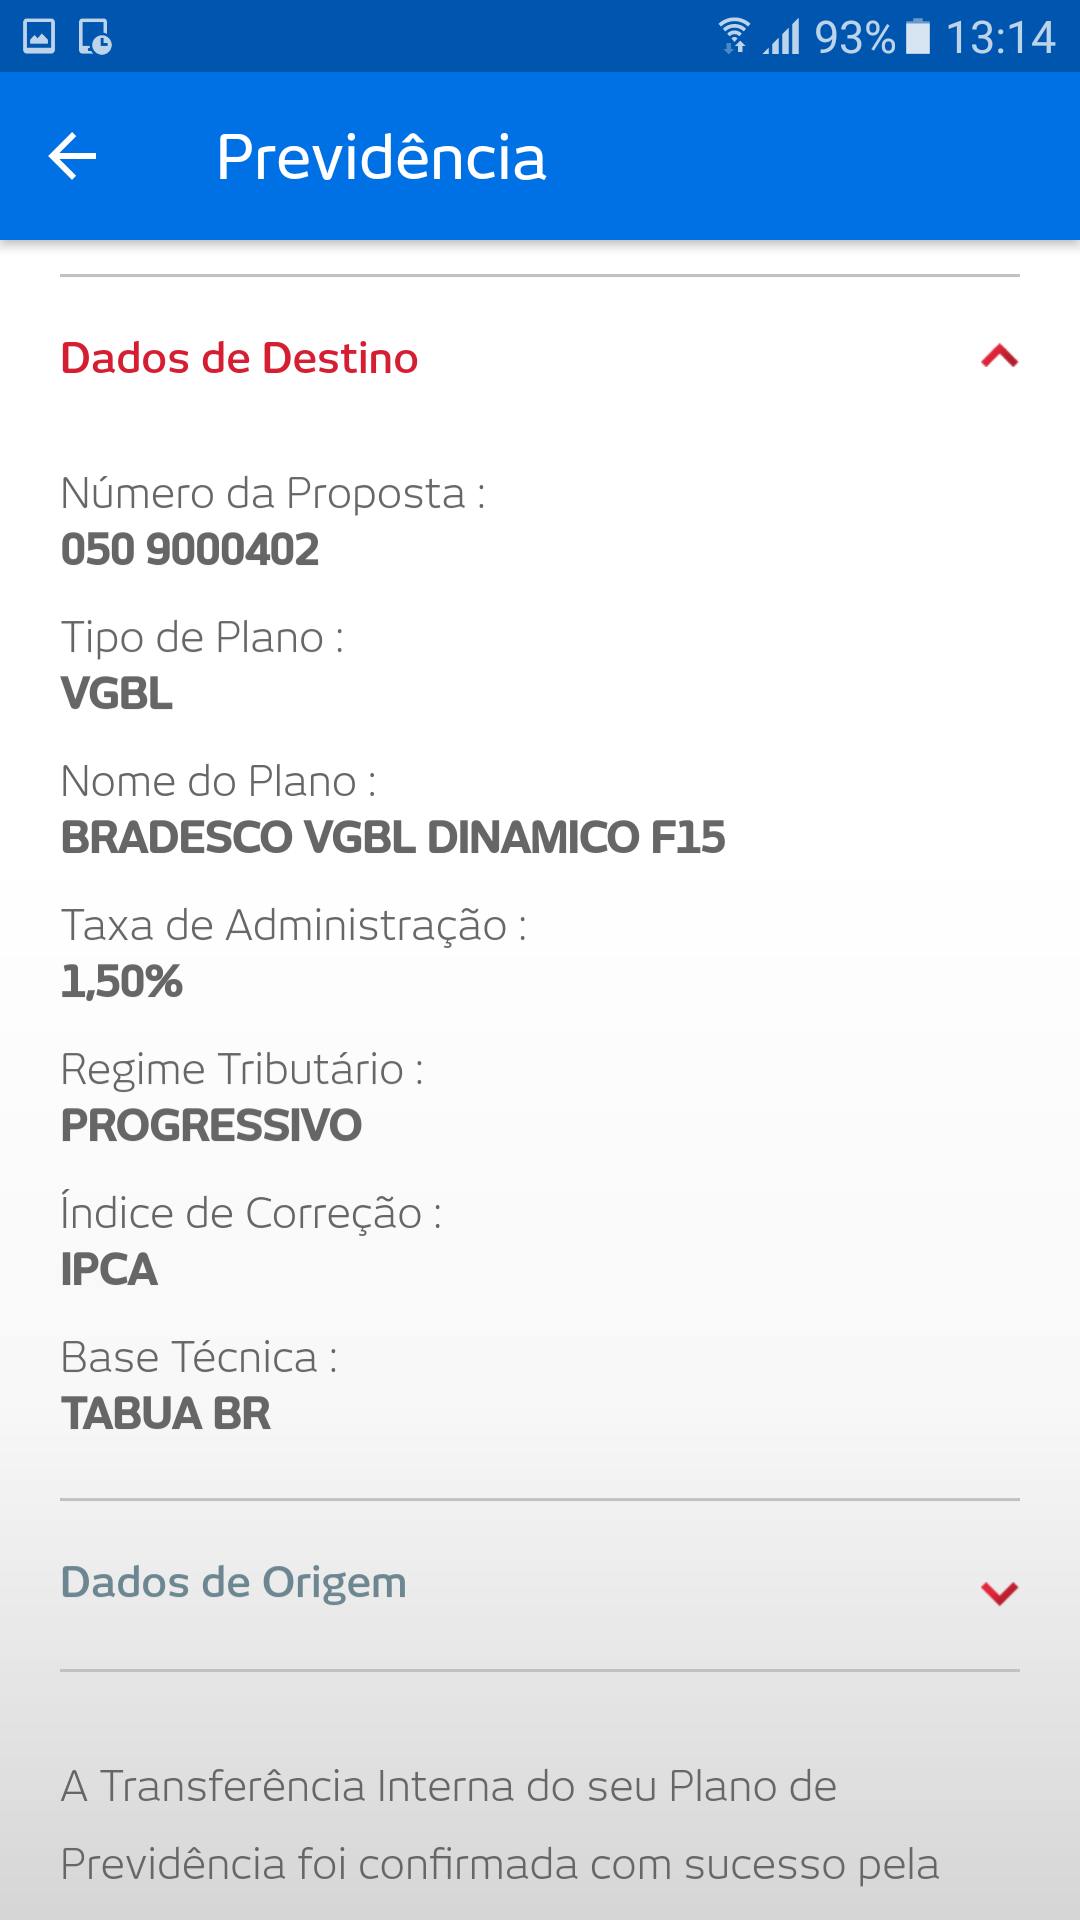 93% 13:14
Previdência
Dados de Destino
Número da Proposta :
050 9000402
Tipo de Plano :
VGBL
Nome do Plano :
BRADESCO VGBL DINAMICO F15
Taxa de Administração :
1,50%
Regime Tributário :
PROGRESSIVO
Índice de Correção :
IPCA
Base Técnica :
TABUA BR
Dados de Origem
A Transferência Interna do seu Plano de
Previdência foi confirmada com sucesso pela